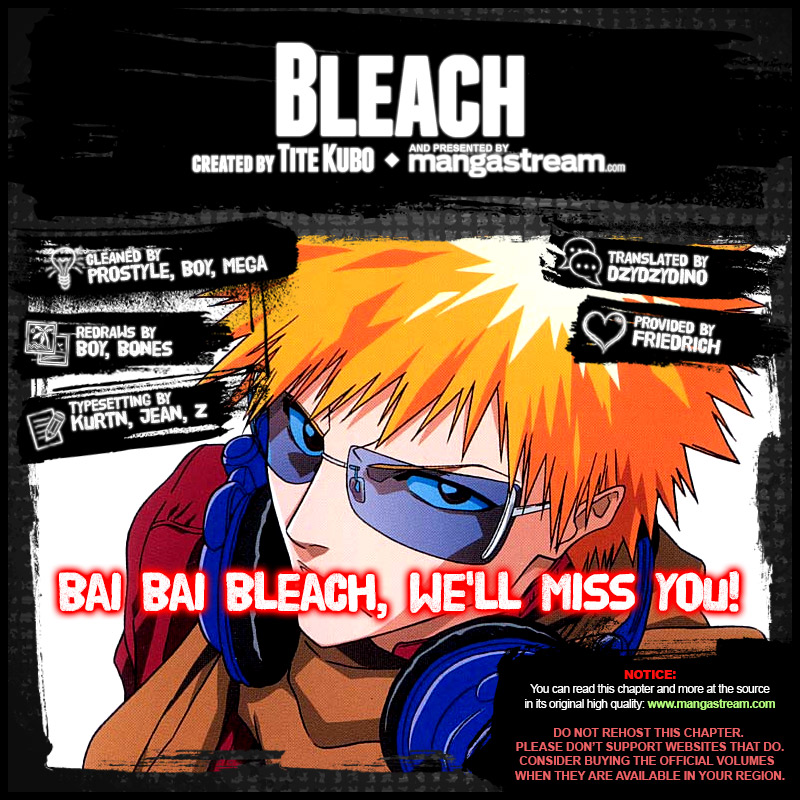 BLEACH
CREATED BY TITE KUBO ◆ AND PRESENTED BY mangastream.com
CLEANED BY
PROSTYLE, BOY, MEGA
REDRAWS BY
BOY, BONES
TYPESETTING BY
KURTN, JEAN, Z
TRANSLATED BY
DZYDZYDINO
PROVIDED BY
FRIEDRICH
BAI BAI BLEACH, WE'LL MISS YOU!
NOTICE:
You can read this chapter and more at the source
in its original high quality: www.mangastream.com
DO NOT REHOST THIS CHAPTER.
PLEASE DON'T SUPPORT WEBSITES THAT DO.
CONSIDER BUYING THE OFFICIAL VOLUMES
WHEN THEY ARE AVAILABLE IN YOUR REGION.